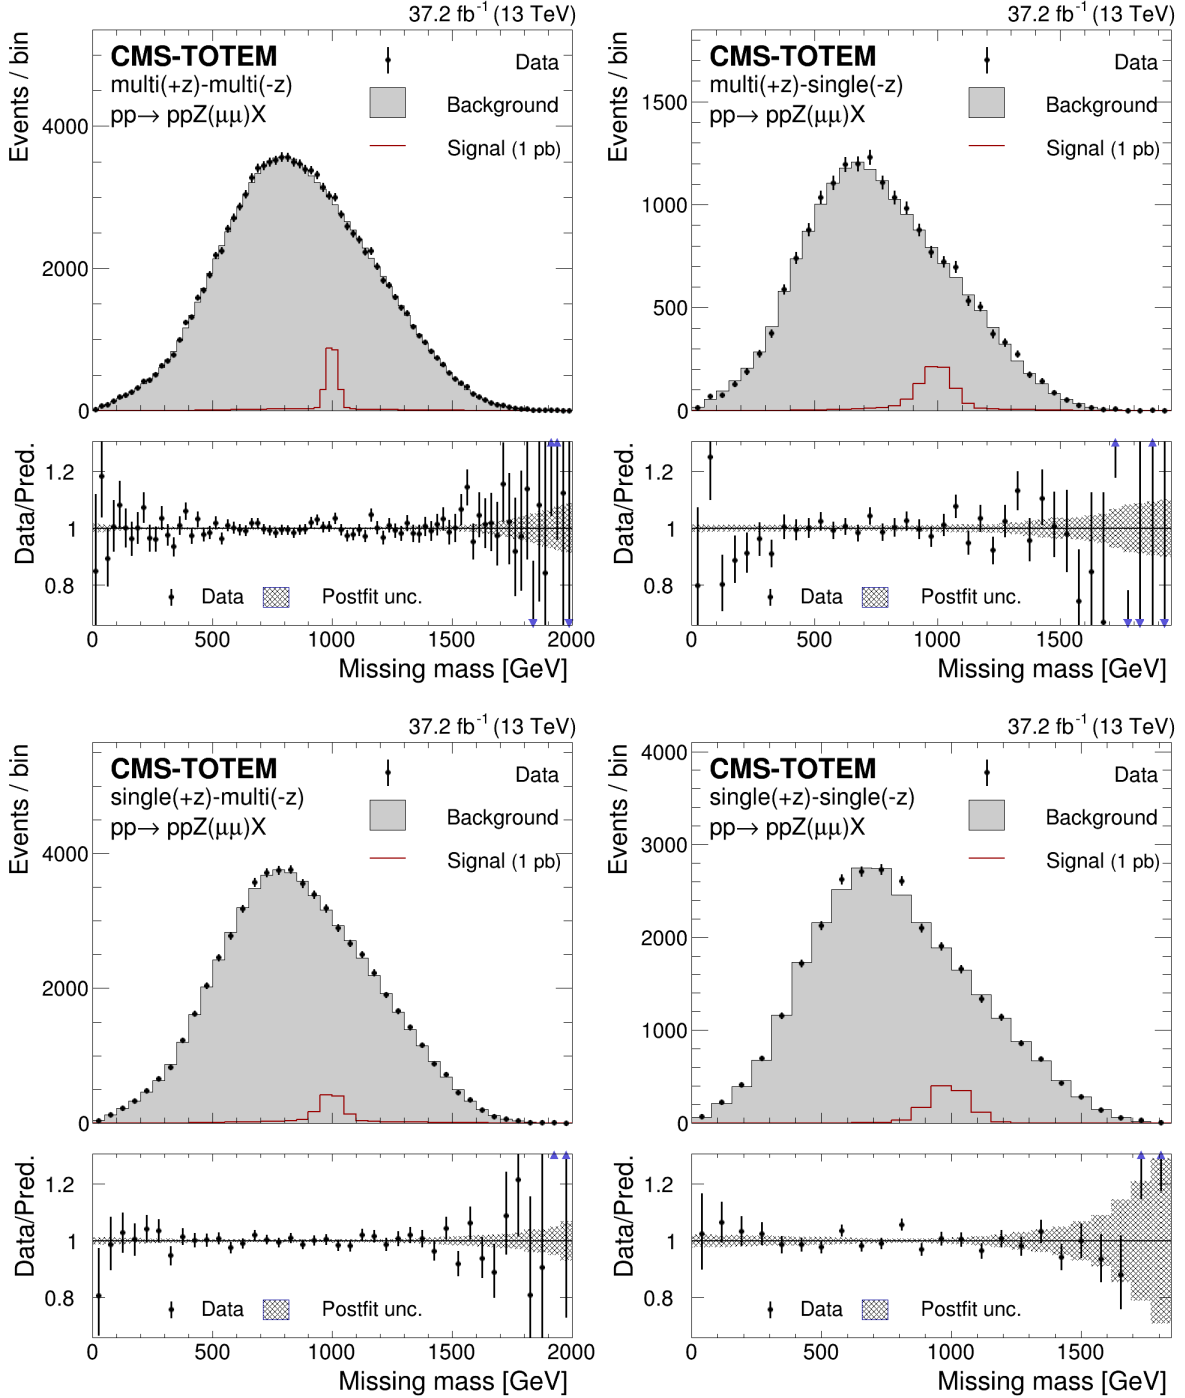 37.2 fb⁻¹ (13 TeV)
CMS-TOTEM
multi(+z)-multi(-z)
pp→ ppZ(μμ)X
Data
Background
Signal (1 pb)
Events / bin
4000
2000
0
Data/Pred.
1.2
1
0.8
Data
Postfit unc.
0
500
1000
1500
2000
Missing mass [GeV]
37.2 fb⁻¹ (13 TeV)
CMS-TOTEM
multi(+z)-single(-z)
pp→ ppZ(μμ)X
Data
Background
Signal (1 pb)
Events / bin
1500
1000
500
0
Data/Pred.
1.2
1
0.8
Data
Postfit unc.
0
500
1000
1500
Missing mass [GeV]
37.2 fb⁻¹ (13 TeV)
CMS-TOTEM
single(+z)-multi(-z)
pp→ ppZ(μμ)X
Data
Background
Signal (1 pb)
Events / bin
4000
2000
0
Data/Pred.
1.2
1
0.8
Data
Postfit unc.
0
500
1000
1500
2000
Missing mass [GeV]
37.2 fb⁻¹ (13 TeV)
CMS-TOTEM
single(+z)-single(-z)
pp→ ppZ(μμ)X
Data
Background
Signal (1 pb)
Events / bin
4000
3000
2000
1000
0
Data/Pred.
1.2
1
0.8
Data
Postfit unc.
0
500
1000
1500
Missing mass [GeV]